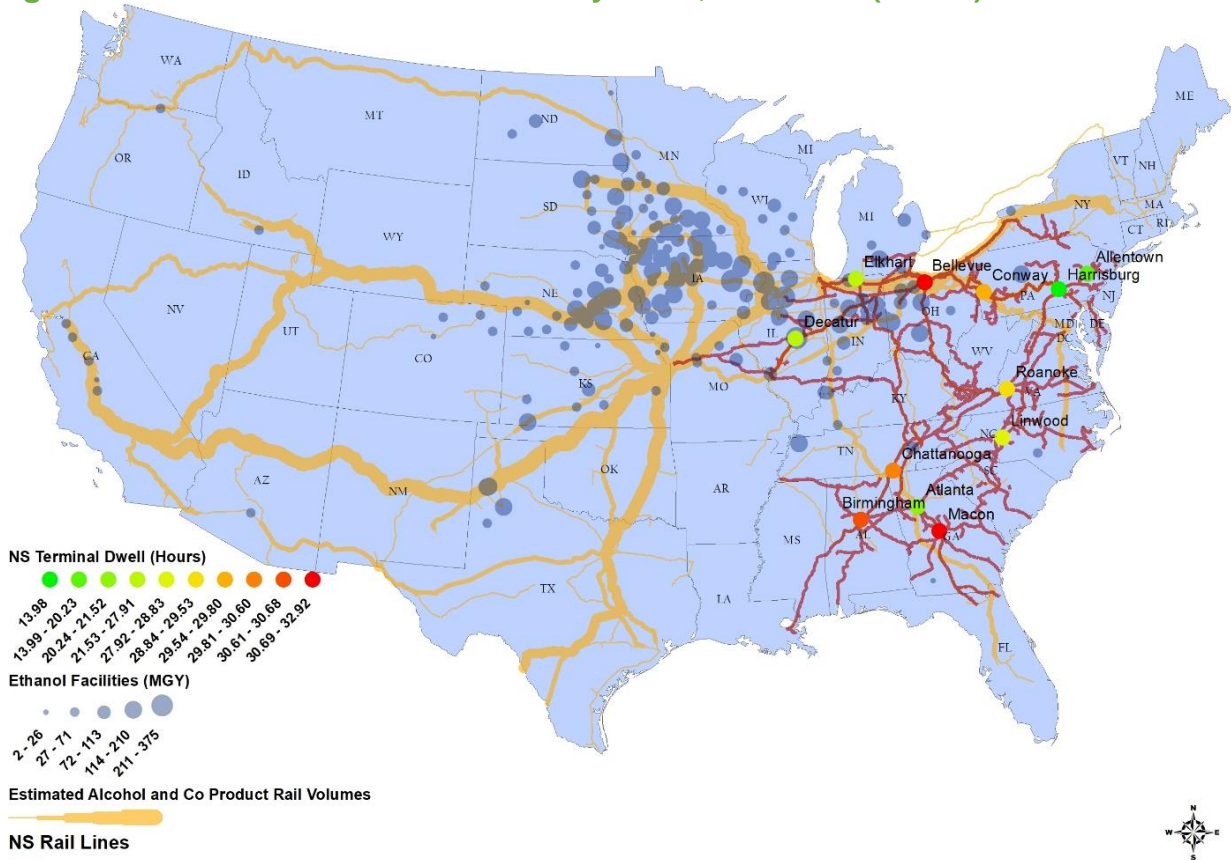 WA
MT
ND
MN
MI
ME
VT
NH
OR
ID
SD
WI
MI
NY
MA
CT
RI
WY
IA
Elkhart
Bellevue
Conway
Allentown
Harrisburg
PA
NJ
NE
OH
MD
DE
DC
NV
UT
CO
IL
Decatur
IN
WV
CA
KS
MO
KY
Roanoke
VA
Linwood
NC
TN
Chattanooga
SC
AZ
NM
OK
AR
Atlanta
Birmingham
Macon
MS
AL
GA
TX
LA
FL
NS Terminal Dwell (Hours)
13.98
13.99 - 20.23
20.24 - 21.52
21.53 - 27.91
27.92 - 28.83
28.84 - 29.53
29.54 - 29.80
29.81 - 30.60
30.61 - 30.68
30.69 - 32.92
Ethanol Facilities (MGY)
2 - 26
27 - 71
72 - 113
114 - 210
211 - 375
Estimated Alcohol and Co Product Rail Volumes
NS Rail Lines
N
W
E
S